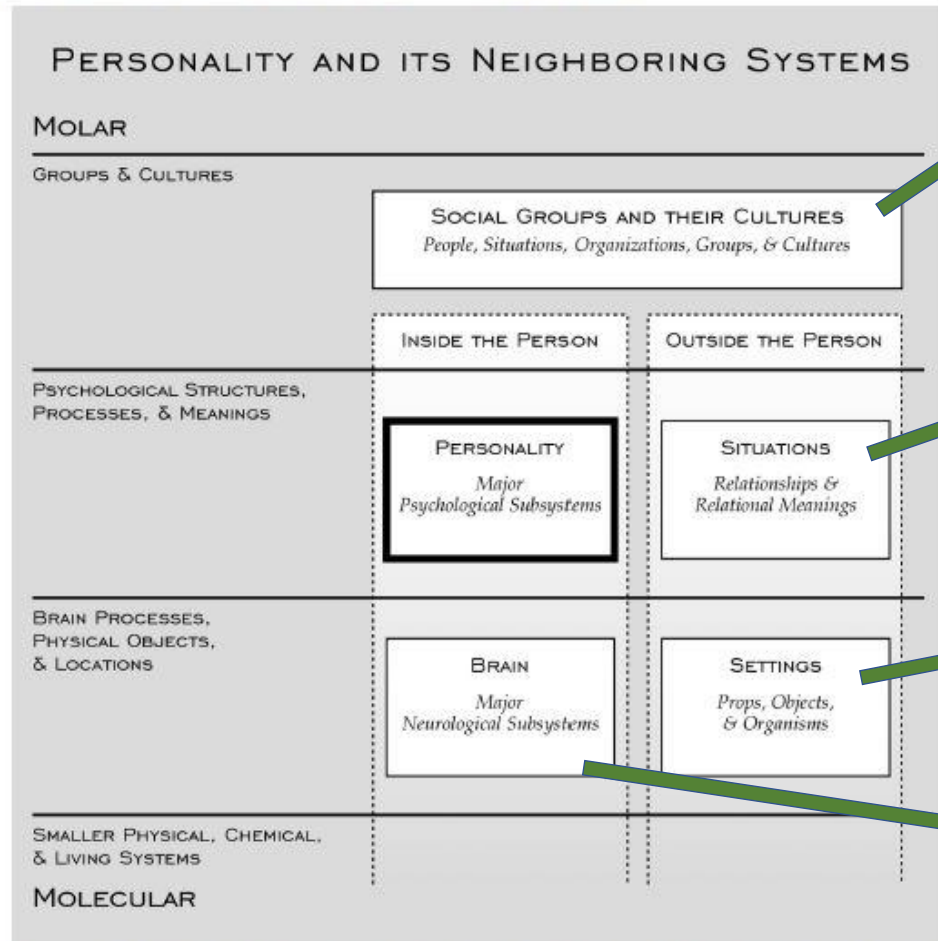 PERSONALITY AND ITS NEIGHBORING SYSTEMS
MOLAR
GROUPS & CULTURES
SOCIAL GROUPS AND THEIR CULTURES
People, Situations, Organizations, Groups, & Cultures
INSIDE THE PERSON
OUTSIDE THE PERSON
PSYCHOLOGICAL STRUCTURES,
PROCESSES, & MEANINGS
PERSONALITY
Major
Psychological Subsystems
SITUATIONS
Relationships &
Relational Meanings
BRAIN PROCESSES,
PHYSICAL OBJECTS,
& LOCATIONS
BRAIN
Major
Neurological Subsystems
SETTINGS
Props, Objects,
& Organisms
SMALLER PHYSICAL, CHEMICAL,
& LIVING SYSTEMS
MOLECULAR